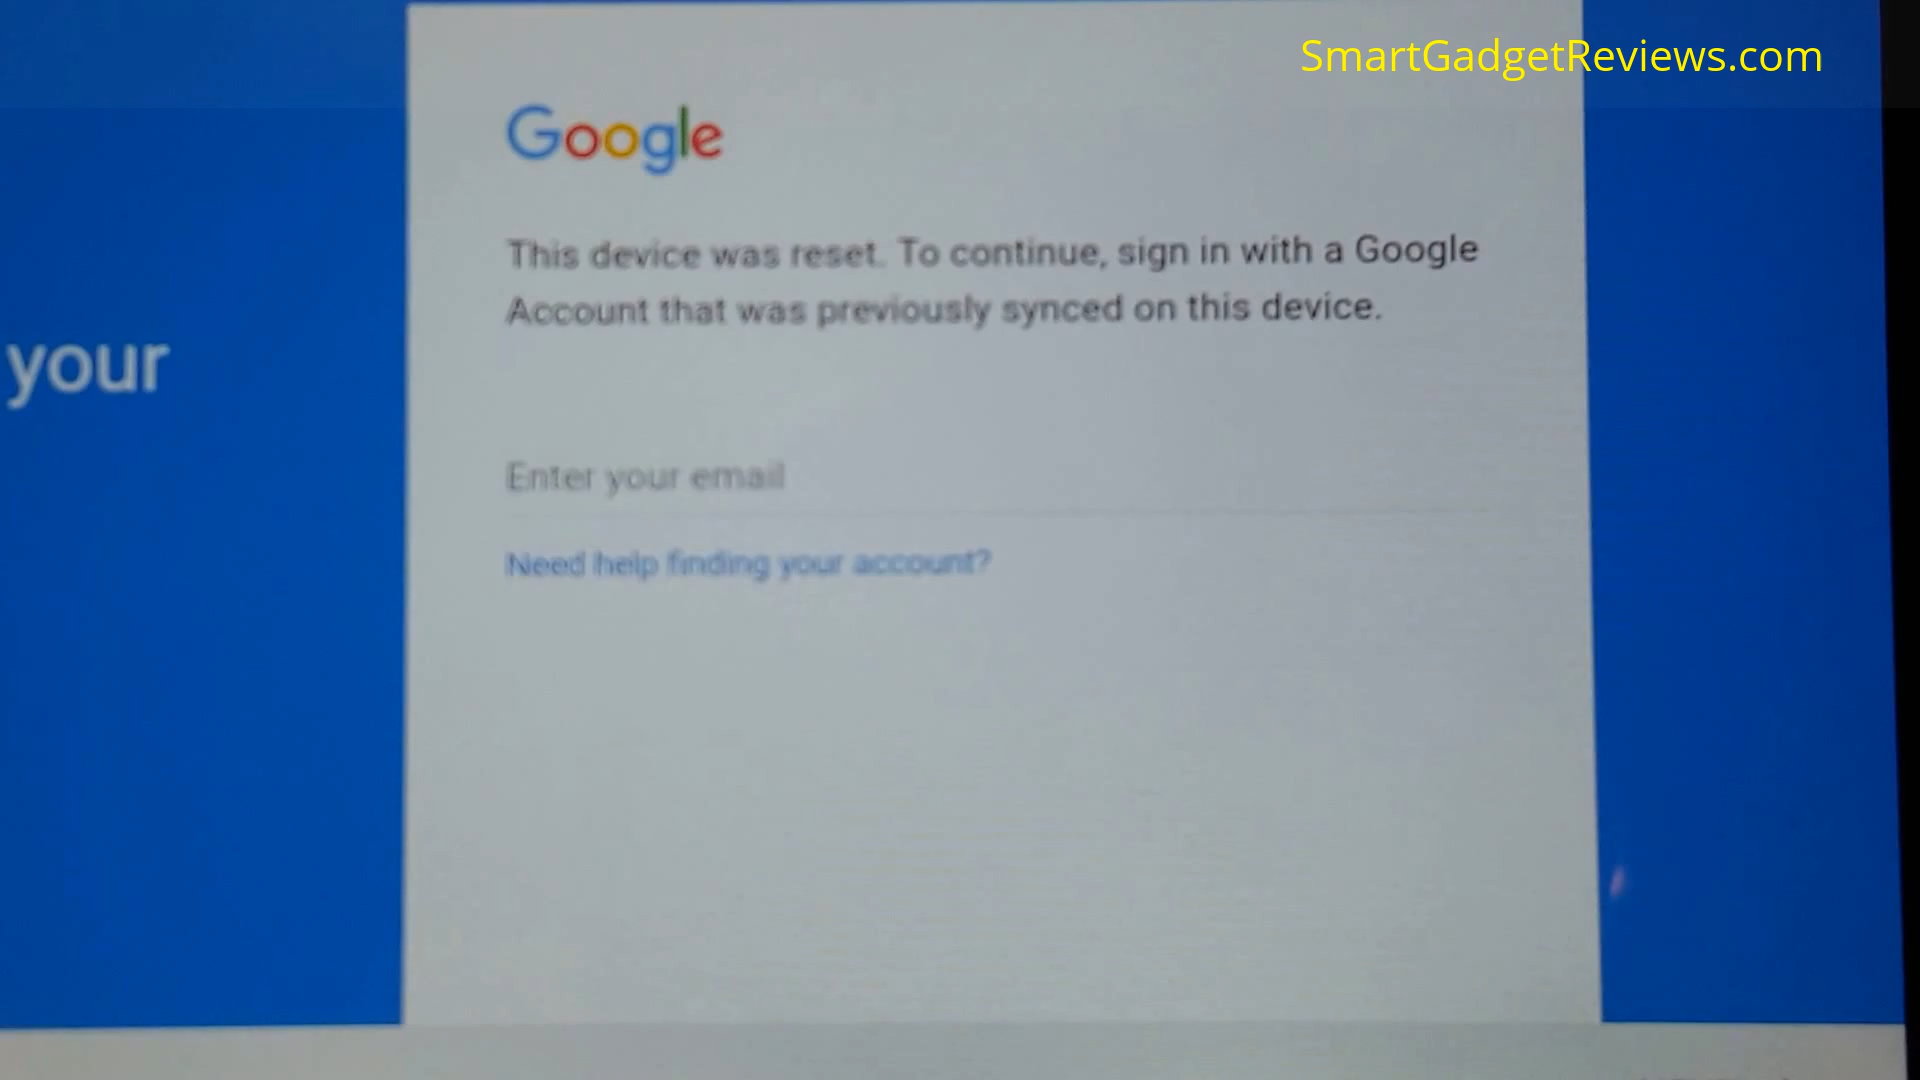 SmartGadgetReviews.com
Google
This device was reset. To continue, sign in with a Google
Account that was previously synced on this device.
your
Enter your email
Need help finding your account?